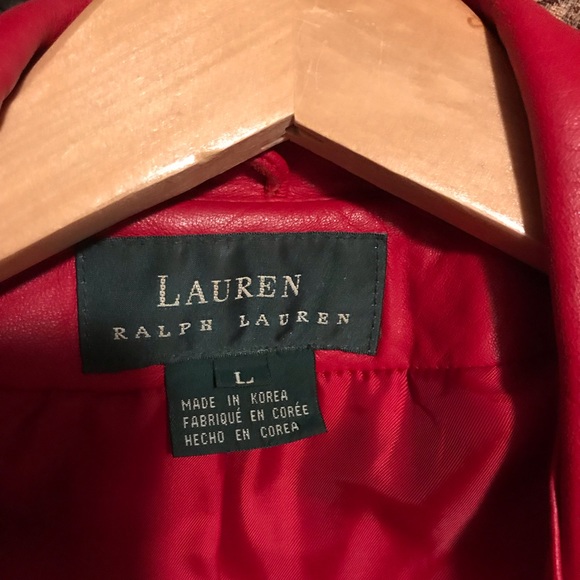 LAUREN
RALPH LAUREN
L
MADE IN KOREA
FABRIQUÉ EN CORÉE
HECHO EN COREA